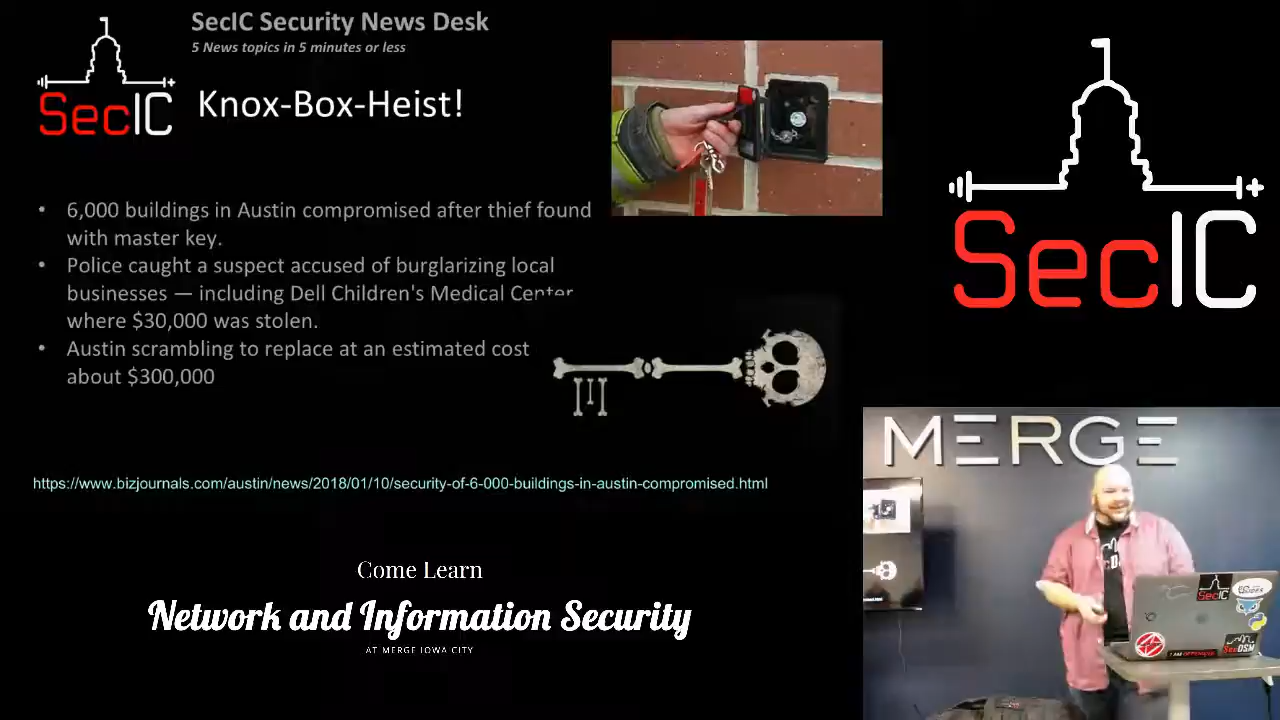 SecIC Security News Desk
5 News topics in 5 minutes or less
SecIC
Knox-Box-Heist!
• 6,000 buildings in Austin compromised after thief found
with master key.
• Police caught a suspect accused of burglarizing local
businesses — including Dell Children's Medical Center
where $30,000 was stolen.
• Austin scrambling to replace at an estimated cost
about $300,000
https://www.bizjournals.com/austin/news/2018/01/10/security-of-6-000-buildings-in-austin-compromised.html
Come Learn
Network and Information Security
AT MERGE IOWA CITY
SecIC
MERGE
SecIC
SecDSM